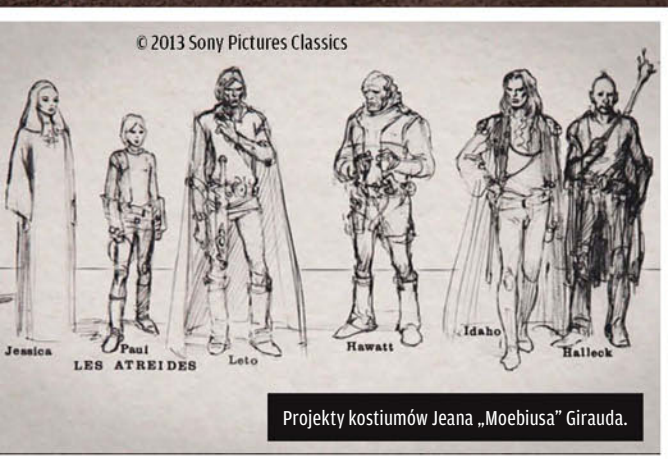 © 2013 Sony Pictures Classics
Jessica
Paul
LES ATREIDES
Leto
Hawatt
Idaho
Halleck
Projekty kostiumów Jeana „Moebiusa” Girauda.